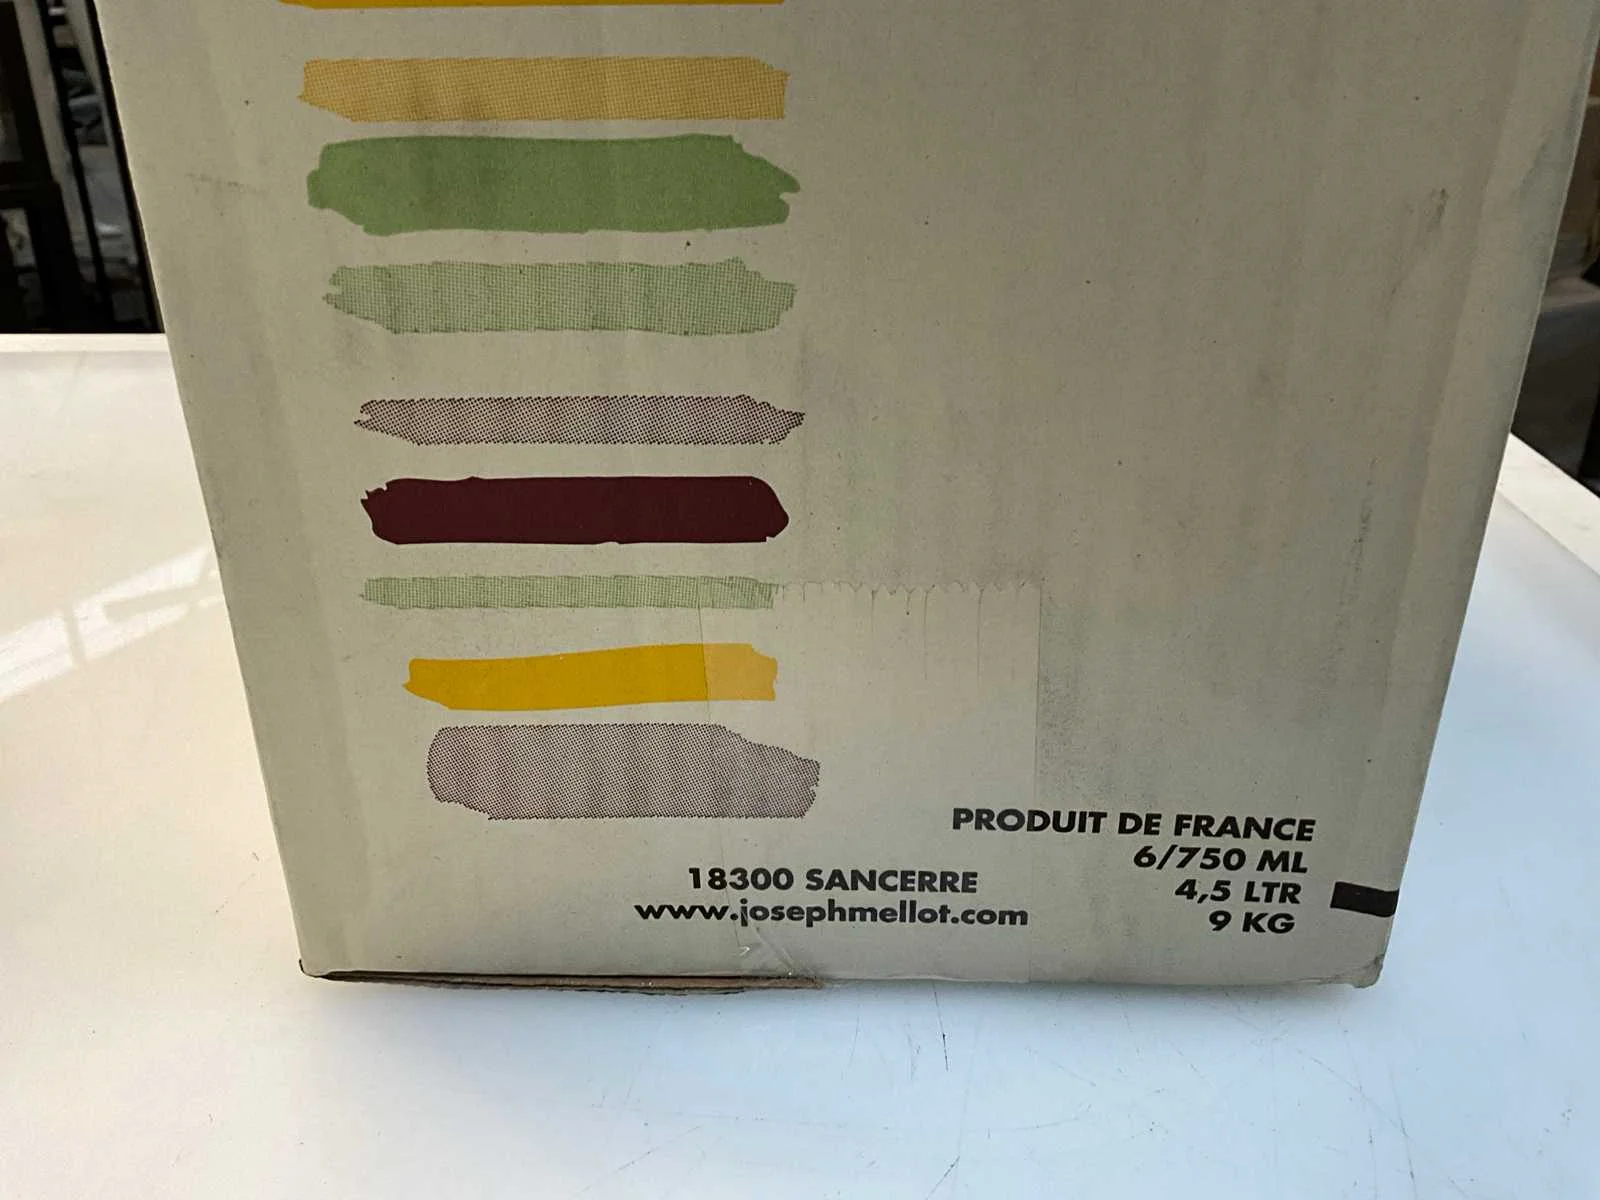 PRODUIT DE FRANCE
6/750 ML
4,5 LTR
9 KG
18300 SANCERRE
www.josephmellot.com